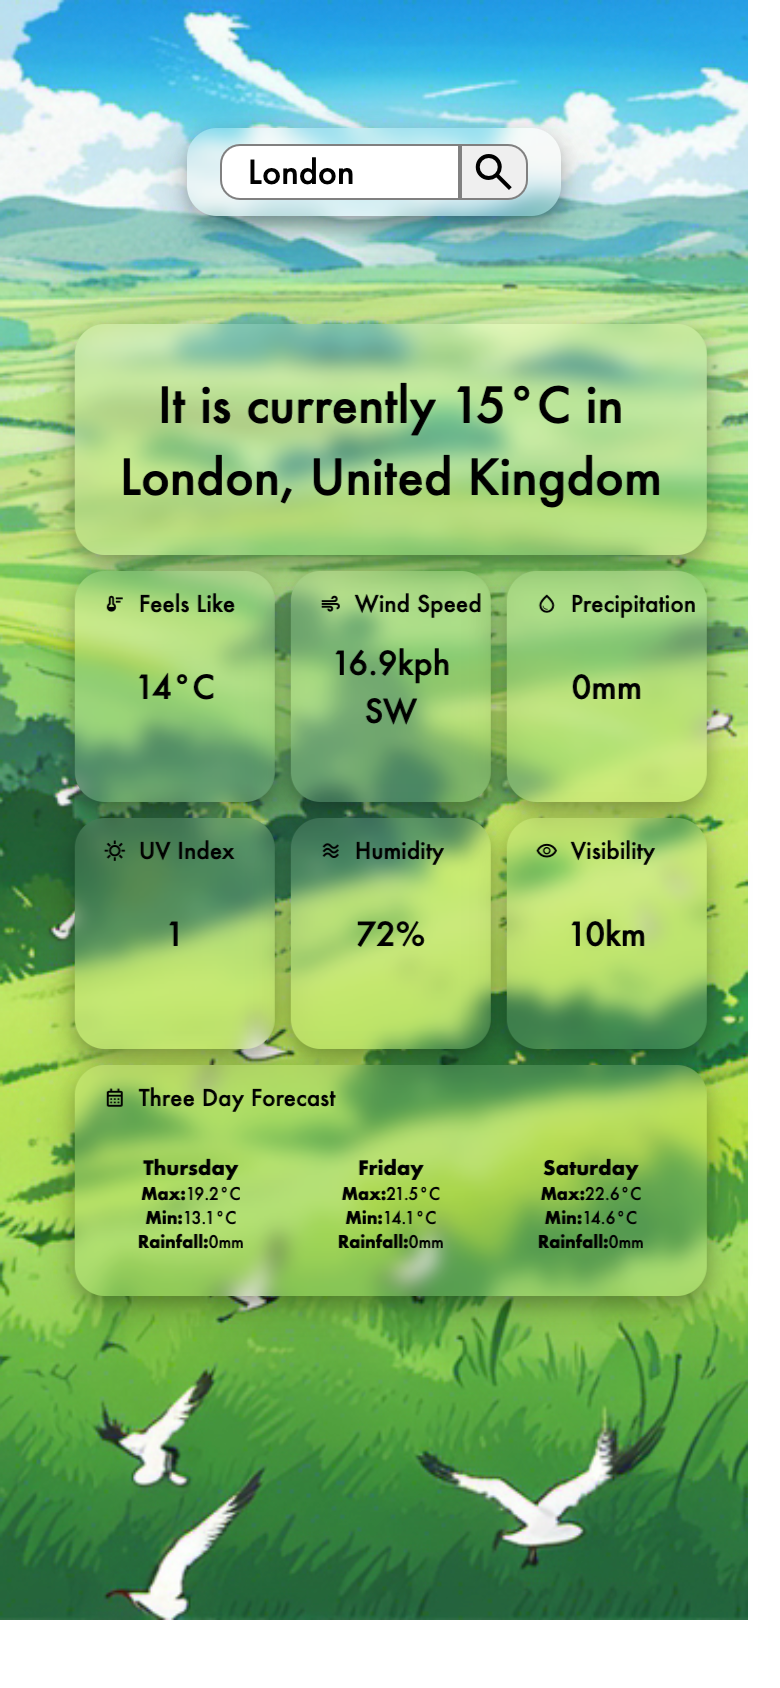 London
It is currently 15°C in
London, United Kingdom
Feels Like
14°C
Wind Speed
16.9kph
SW
Precipitation
0mm
UV Index
1
Humidity
72%
Visibility
10km
Three Day Forecast
Thursday
Max:19.2°C
Min:13.1°C
Rainfall:0mm
Friday
Max:21.5°C
Min:14.1°C
Rainfall:0mm
Saturday
Max:22.6°C
Min:14.6°C
Rainfall:0mm